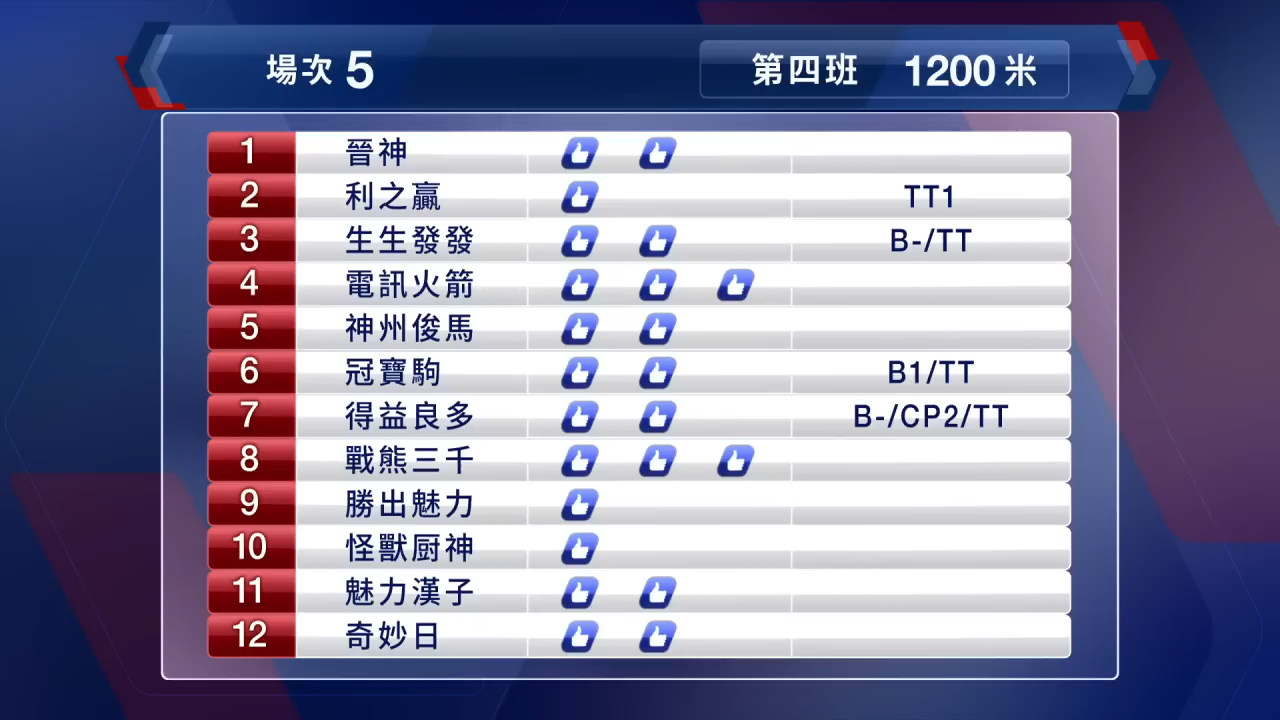 場次 5 第四班 1200 米
1 晉神
2 利之贏 TT1
3 生生發發 B-/TT
4 電訊火箭
5 神州俊馬
6 冠寶駒 B1/TT
7 得益良多 B-/CP2/TT
8 戰熊三千
9 勝出魅力
10 怪獸厨神
11 魅力漢子
12 奇妙日